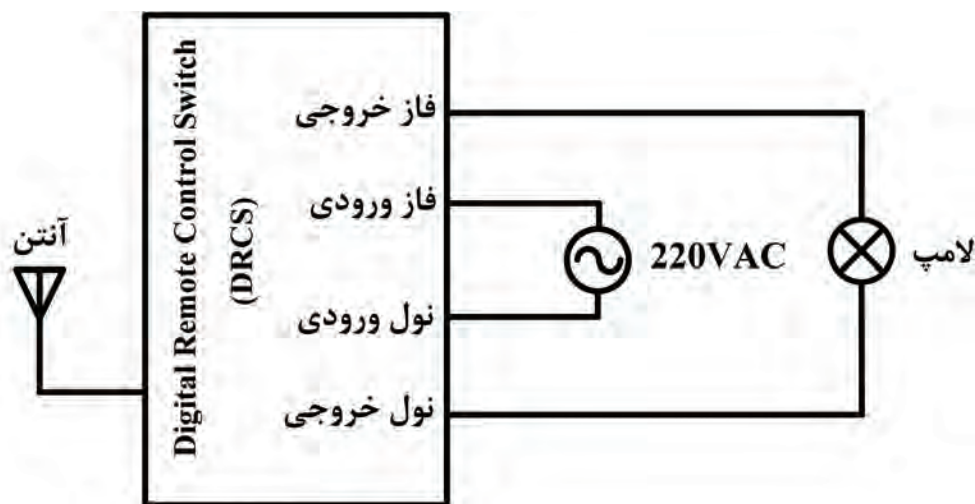 آنتن
Digital Remote Control Switch
(DRCS)
فاز خروجی
فاز ورودی
نول ورودی
نول خروجی
220VAC
لامپ